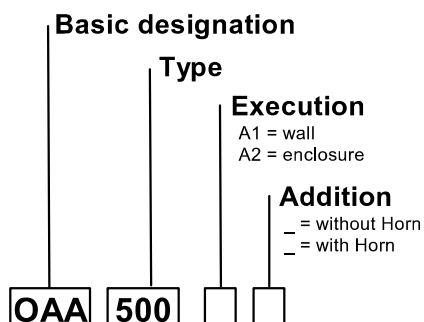 Basic designation
Type
Execution
A1 = wall
A2 = enclosure
Addition
_ = without Horn
_ = with Horn
OAA 500